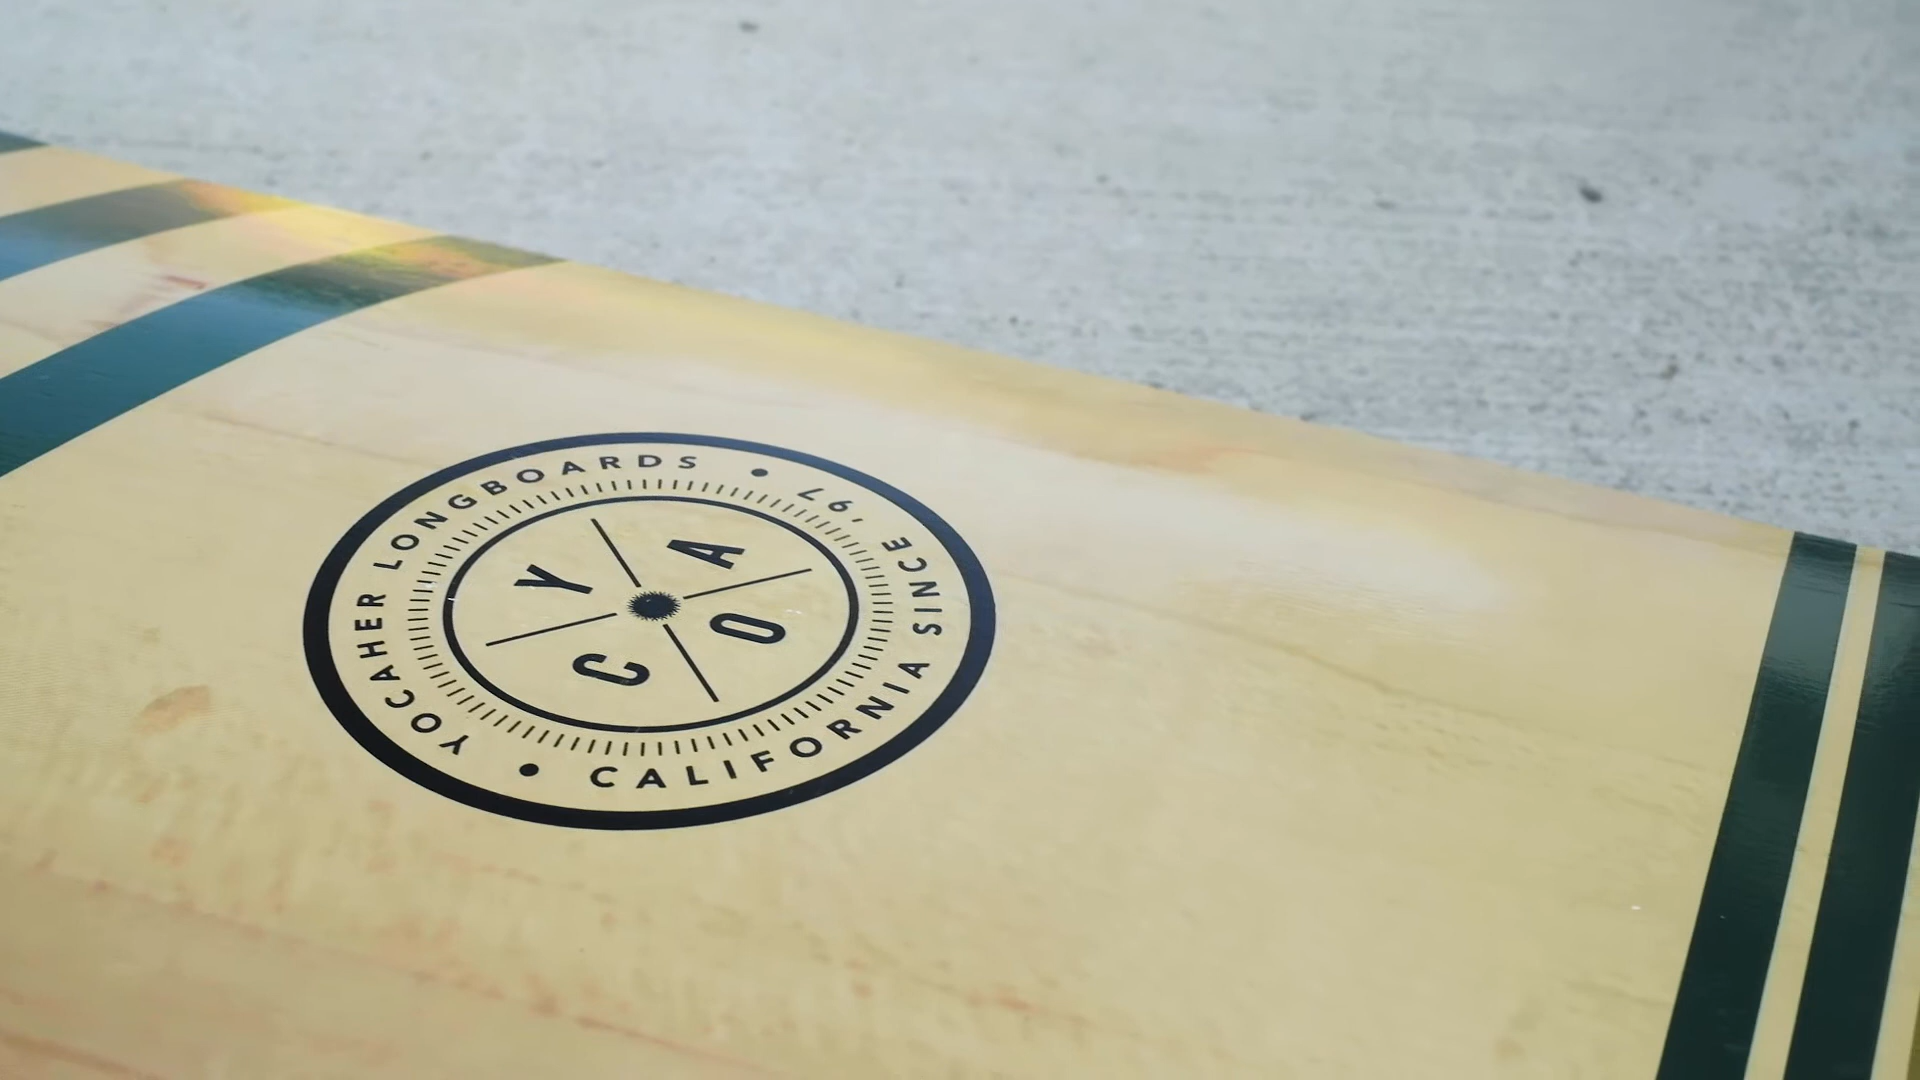 YOCAHER LONGBOARDS •
CALIFORNIA SINCE '97 •
Y A
C O